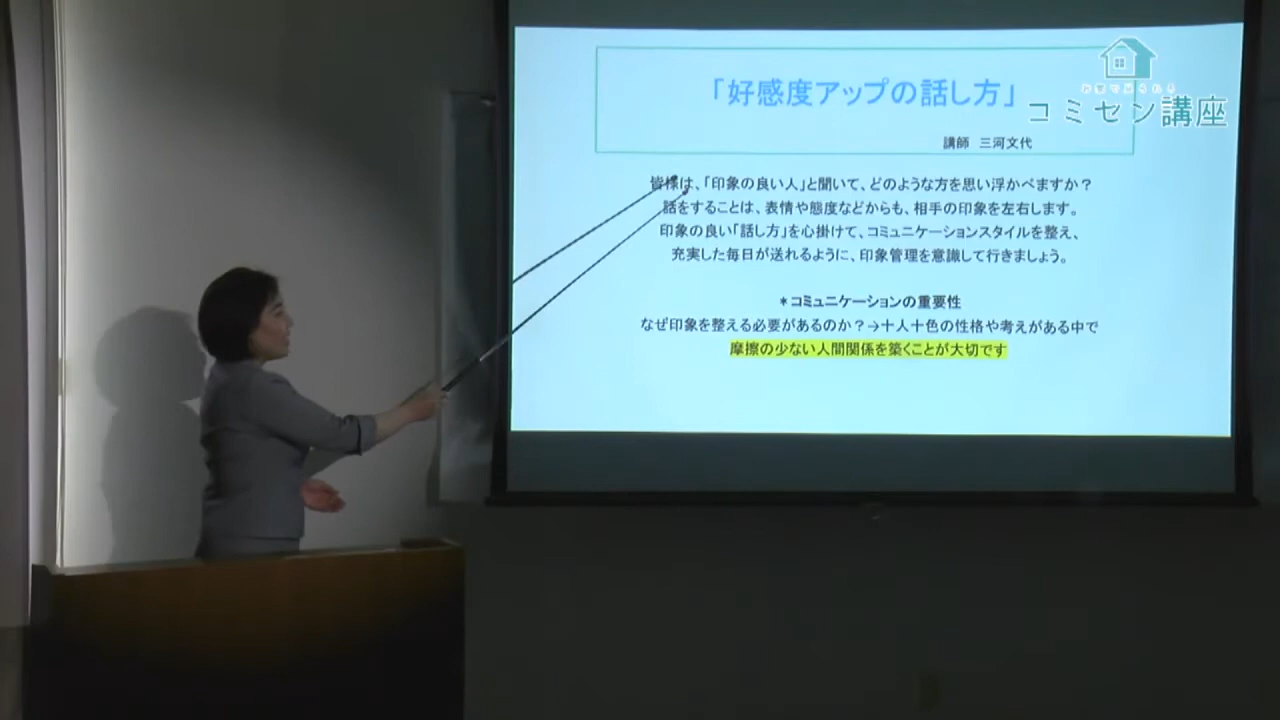 「好感度アップの話し方」
お家で見られる
コミセン講座
講師 三河文代
皆様は、「印象の良い人」と聞いて、どのような方を思い浮かべますか?
話をすることは、表情や態度などからも、相手の印象を左右します。
印象の良い「話し方」を心掛けて、コミュニケーションスタイルを整え、
充実した毎日が送れるように、印象管理を意識して行きましょう。
*コミュニケーションの重要性
なぜ印象を整える必要があるのか?→十人十色の性格や考えがある中で
摩擦の少ない人間関係を築くことが大切です